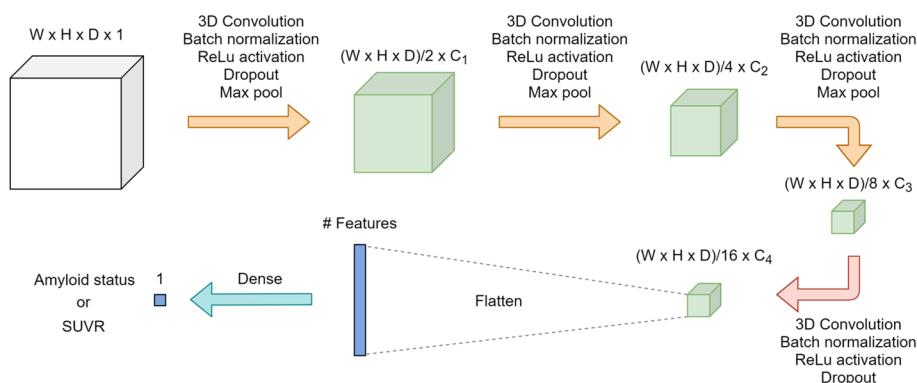 W x H x D x 1
3D Convolution
Batch normalization
ReLu activation
Dropout
Max pool
(W x H x D)/2 x C1
3D Convolution
Batch normalization
ReLu activation
Dropout
Max pool
(W x H x D)/4 x C2
3D Convolution
Batch normalization
ReLu activation
Dropout
Max pool
(W x H x D)/8 x C3
3D Convolution
Batch normalization
ReLu activation
Dropout
(W x H x D)/16 x C4
Flatten
# Features
Dense
1
Amyloid status
or
SUVR